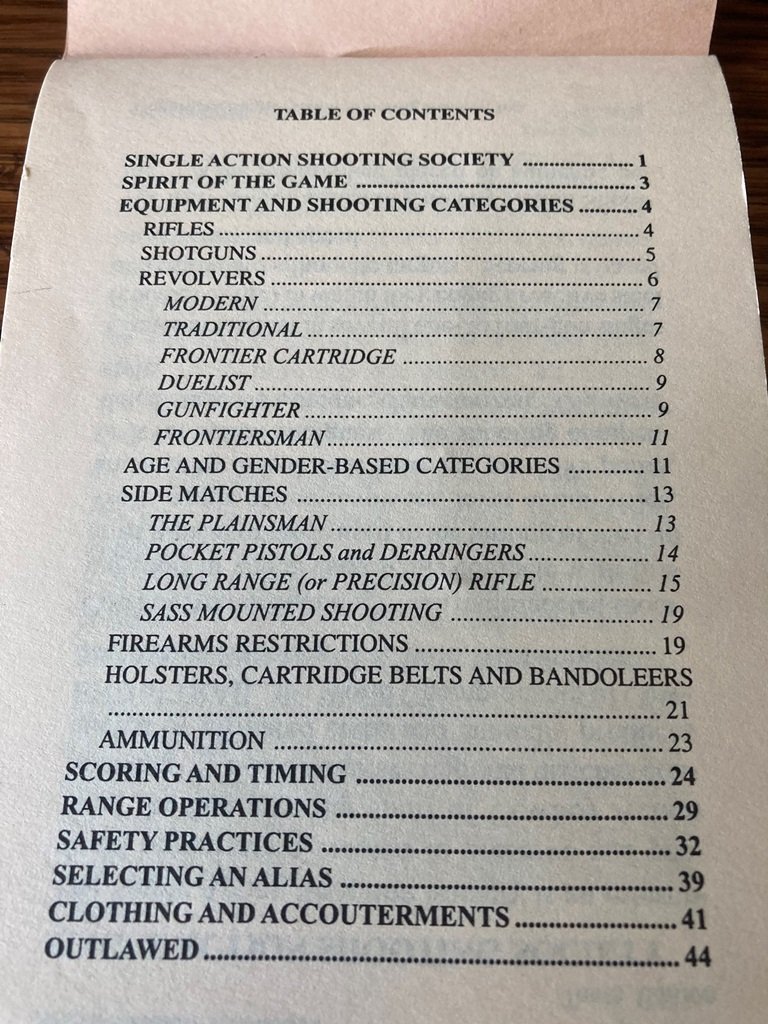 TABLE OF CONTENTS
SINGLE ACTION SHOOTING SOCIETY ..................... 1
SPIRIT OF THE GAME ..................................................... 3
EQUIPMENT AND SHOOTING CATEGORIES ........... 4
RIFLES ............................................................................. 4
SHOTGUNS ..................................................................... 5
REVOLVERS ................................................................... 6
MODERN ..................................................................... 7
TRADITIONAL ............................................................. 7
FRONTIER CARTRIDGE ............................................. 8
DUELIST ...................................................................... 9
GUNFIGHTER .............................................................. 9
FRONTIERSMAN ......................................................... 11
AGE AND GENDER-BASED CATEGORIES ............ 11
SIDE MATCHES ............................................................. 13
THE PLAINSMAN ......................................................... 13
POCKET PISTOLS and DERRINGERS ..................... 14
LONG RANGE (or PRECISION) RIFLE .................. 15
SASS MOUNTED SHOOTING .................................... 19
FIREARMS RESTRICTIONS ......................................... 19
HOLSTERS, CARTRIDGE BELTS AND BANDOLEERS
............................................................................................. 21
AMMUNITION ................................................................ 23
SCORING AND TIMING .................................................. 24
RANGE OPERATIONS ..................................................... 29
SAFETY PRACTICES ....................................................... 32
SELECTING AN ALIAS .................................................... 39
CLOTHING AND ACCOUTERMENTS ........................... 41
OUTLAWED ....................................................................... 44